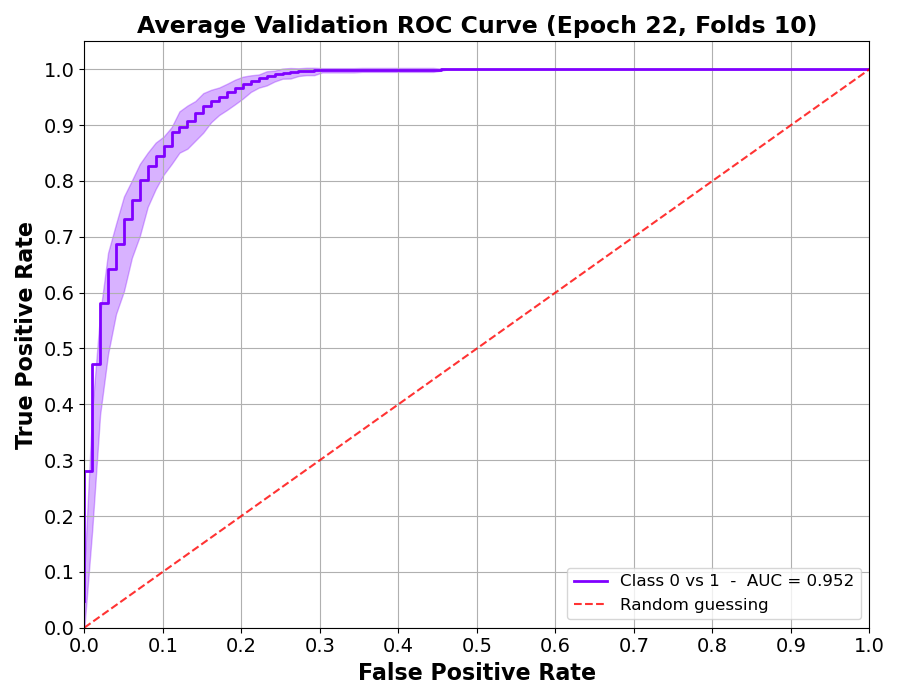 Average Validation ROC Curve (Epoch 22, Folds 10)
True Positive Rate
1.0
0.9
0.8
0.7
0.6
0.5
0.4
0.3
0.2
0.1
0.0
Class 0 vs 1 - AUC = 0.952
Random guessing
0.0 0.1 0.2 0.3 0.4 0.5 0.6 0.7 0.8 0.9 1.0
False Positive Rate